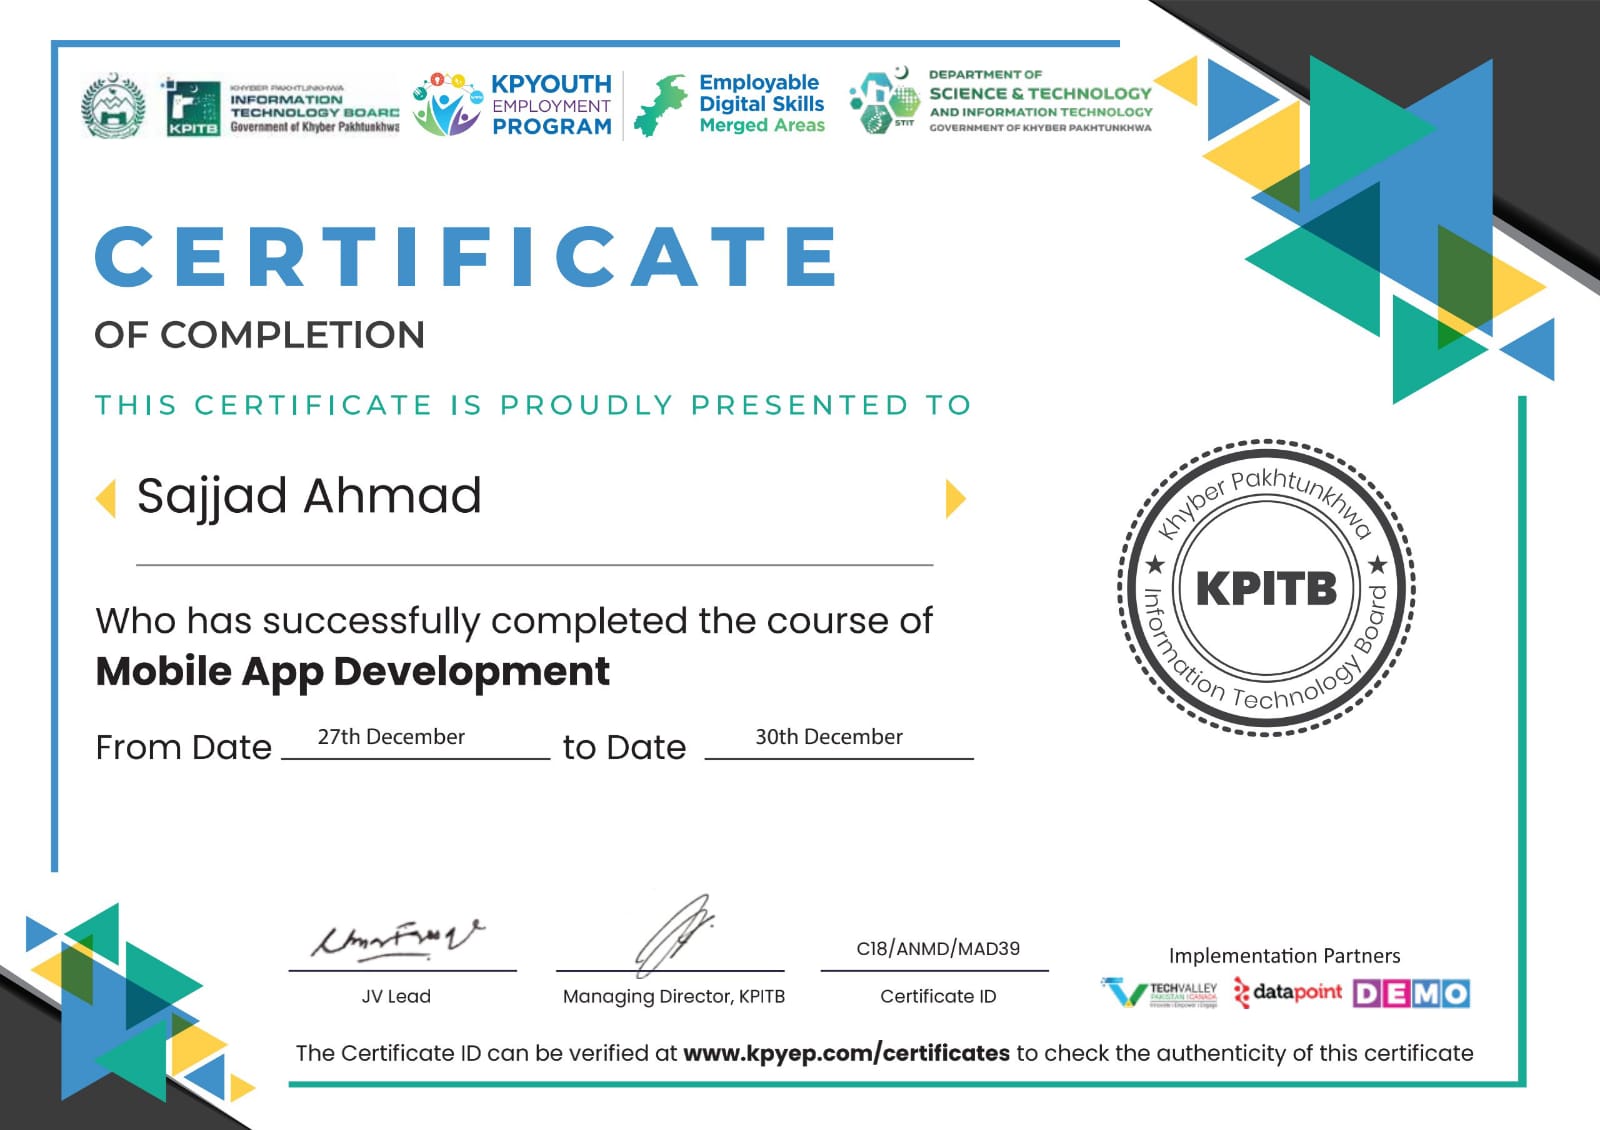 KHYBER PAKHTUNKHWA
INFORMATION
TECHNOLOGY BOARD
Government of Khyber Pakhtunkhwa
KPITB
KPYOUTH
EMPLOYMENT
PROGRAM
Employable
Digital Skills
Merged Areas
STIT
DEPARTMENT OF
SCIENCE & TECHNOLOGY
AND INFORMATION TECHNOLOGY
GOVERNMENT OF KHYBER PAKHTUNKHWA
CERTIFICATE
OF COMPLETION
THIS CERTIFICATE IS PROUDLY PRESENTED TO
Sajjad Ahmad
Khyber Pakhtunkhwa
KPITB
Information Technology Board
Who has successfully completed the course of
Mobile App Development
From Date 27th December to Date 30th December
JV Lead
Managing Director, KPITB
C18/ANMD/MAD39
Certificate ID
Implementation Partners
TECHVALLEY
PAKISTAN | CANADA
Innovate | Empower | Engage
datapoint
DEMO
The Certificate ID can be verified at www.kpyep.com/certificates to check the authenticity of this certificate